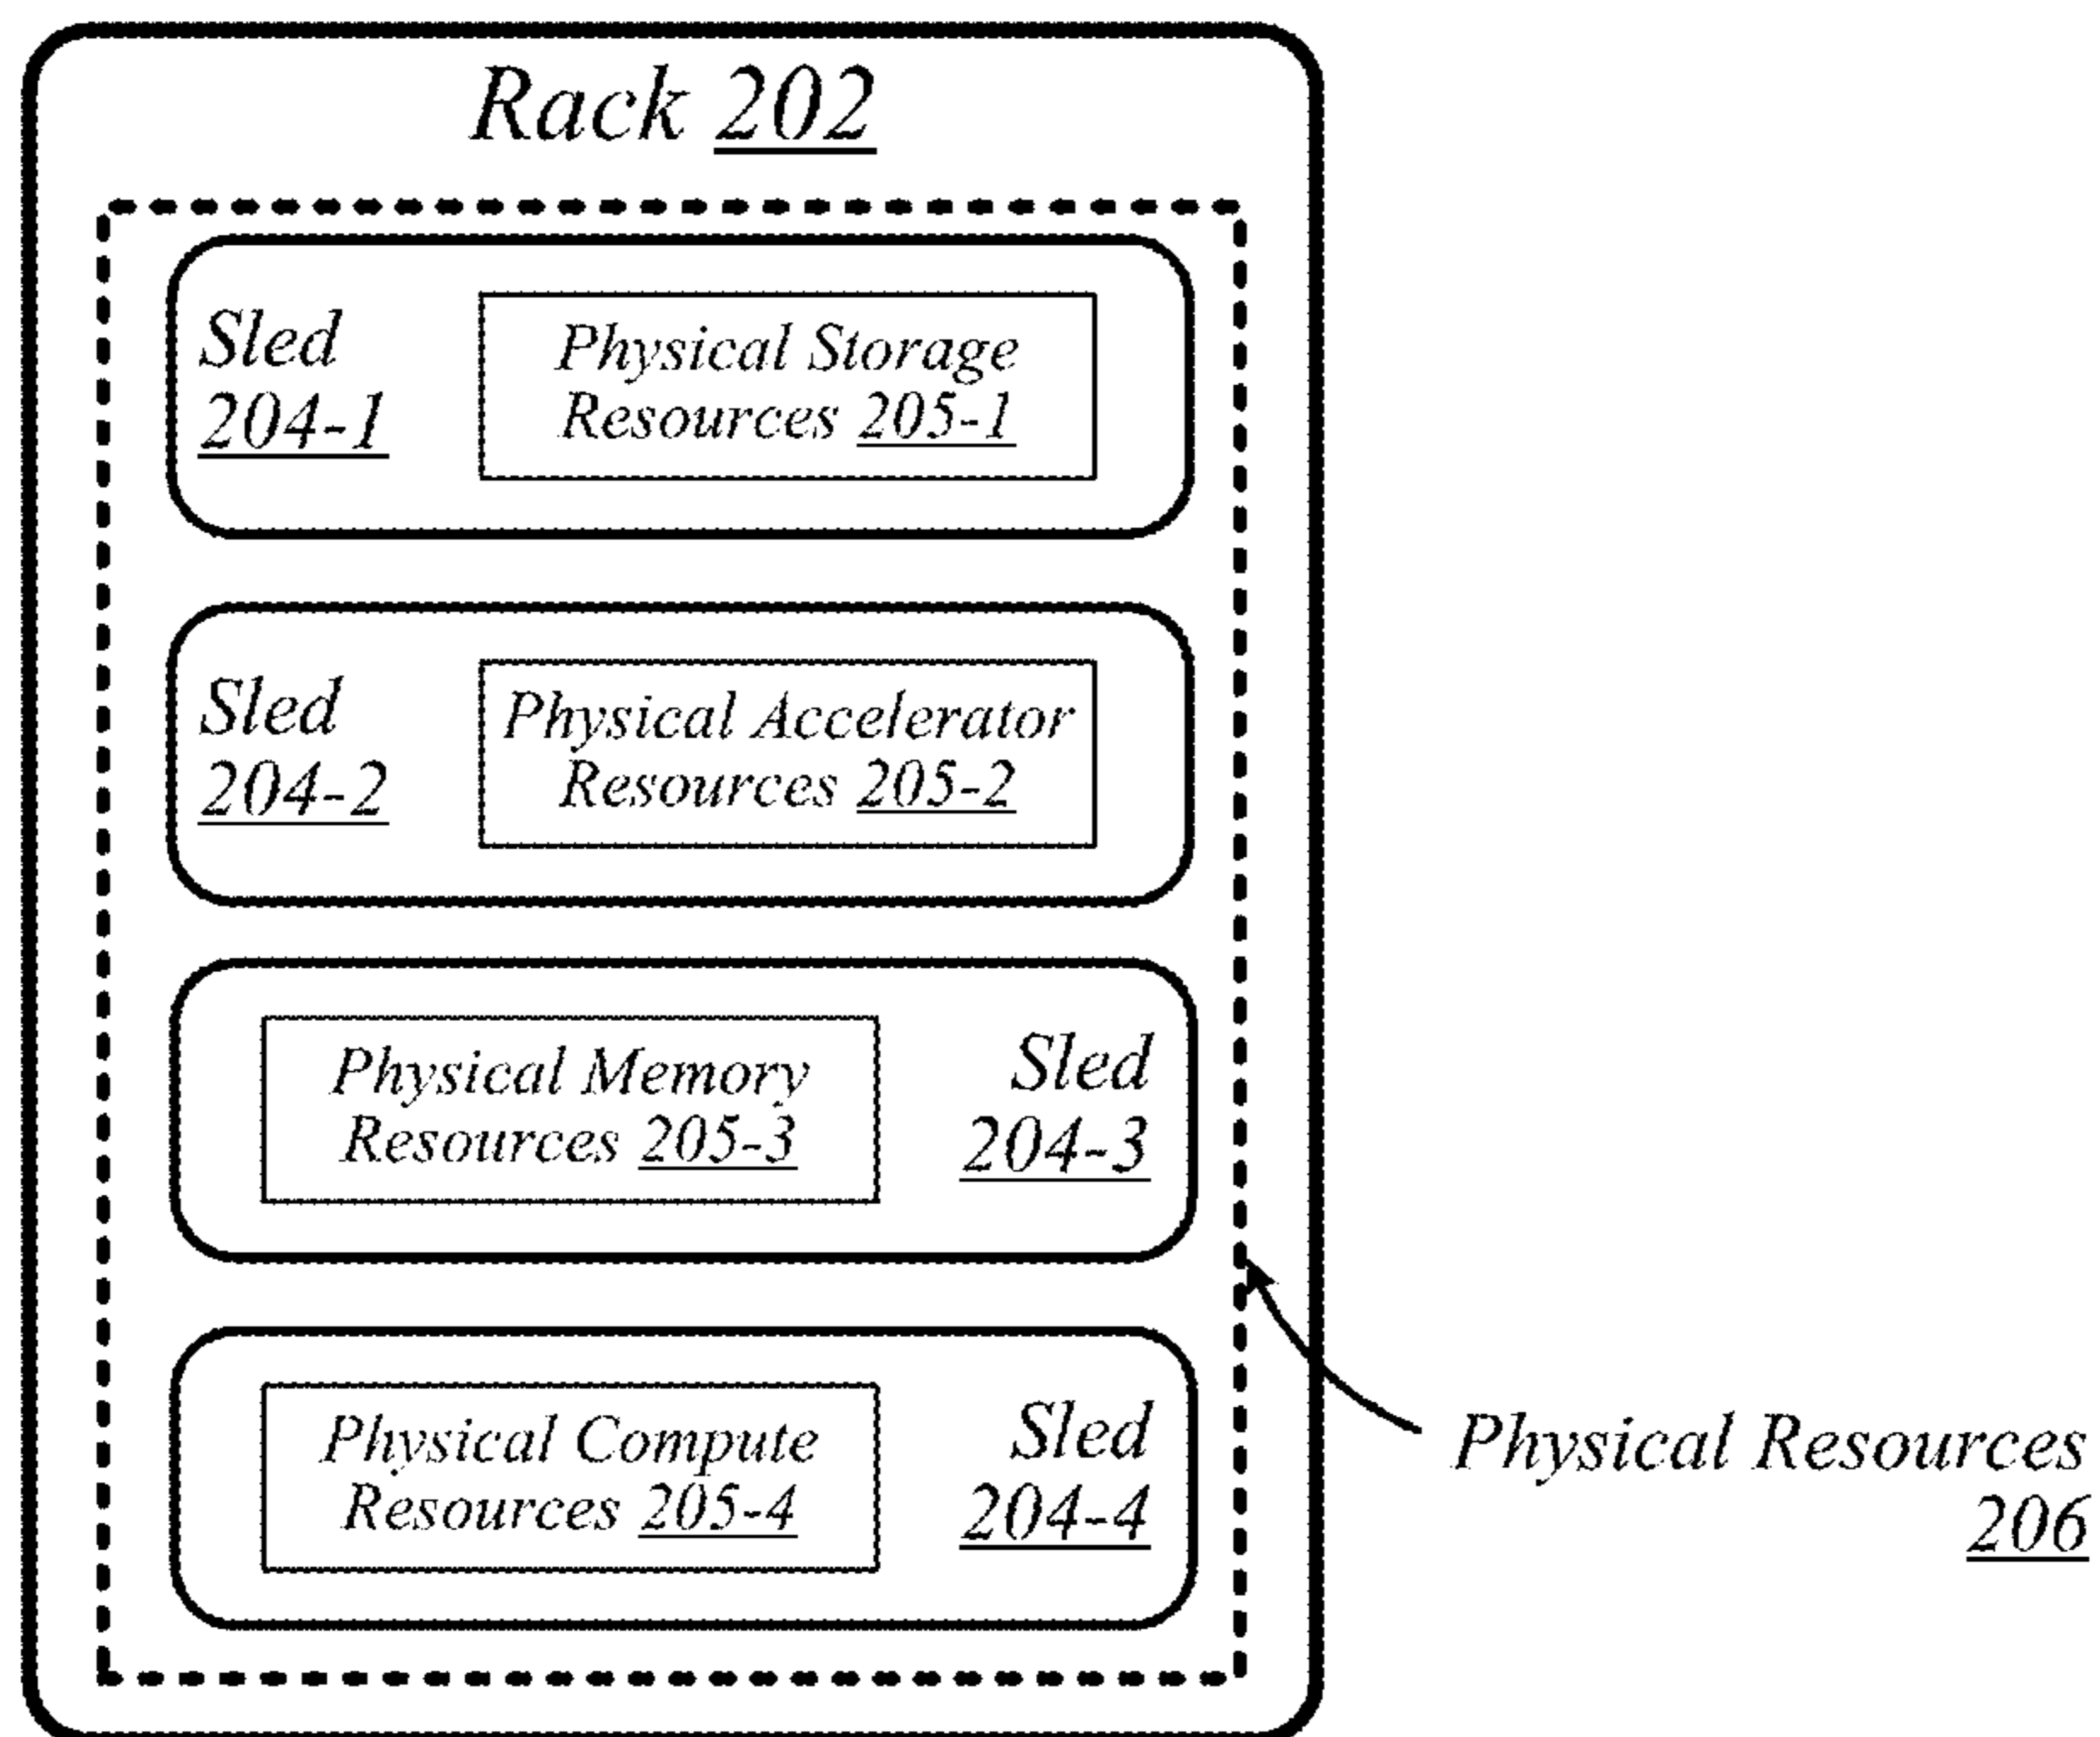 Rack 202
Sled
204-1
Physical Storage
Resources 205-1
Sled
204-2
Physical Accelerator
Resources 205-2
Physical Memory
Resources 205-3
Sled
204-3
Physical Compute
Resources 205-4
Sled
204-4
Physical Resources
206